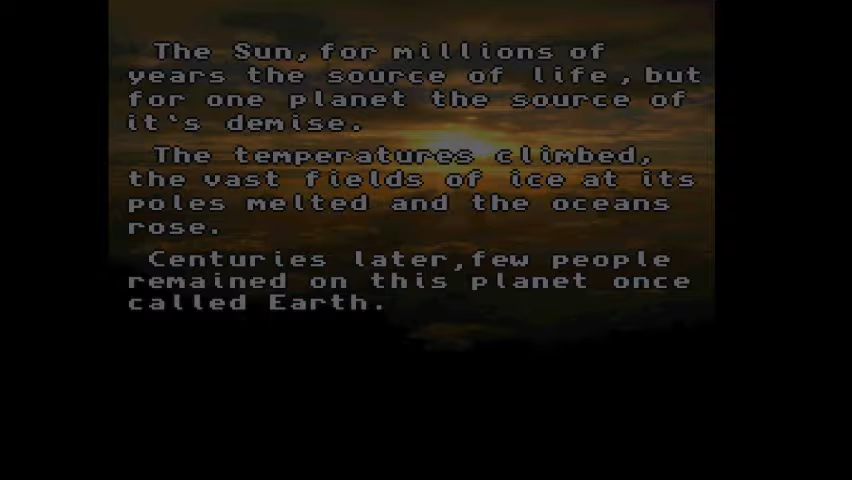 The Sun, for millions of
years the source of life, but
for one planet the source of
it's demise.
The temperatures climbed,
the vast fields of ice at its
poles melted and the oceans
rose.
Centuries later, few people
remained on this planet once
called Earth.